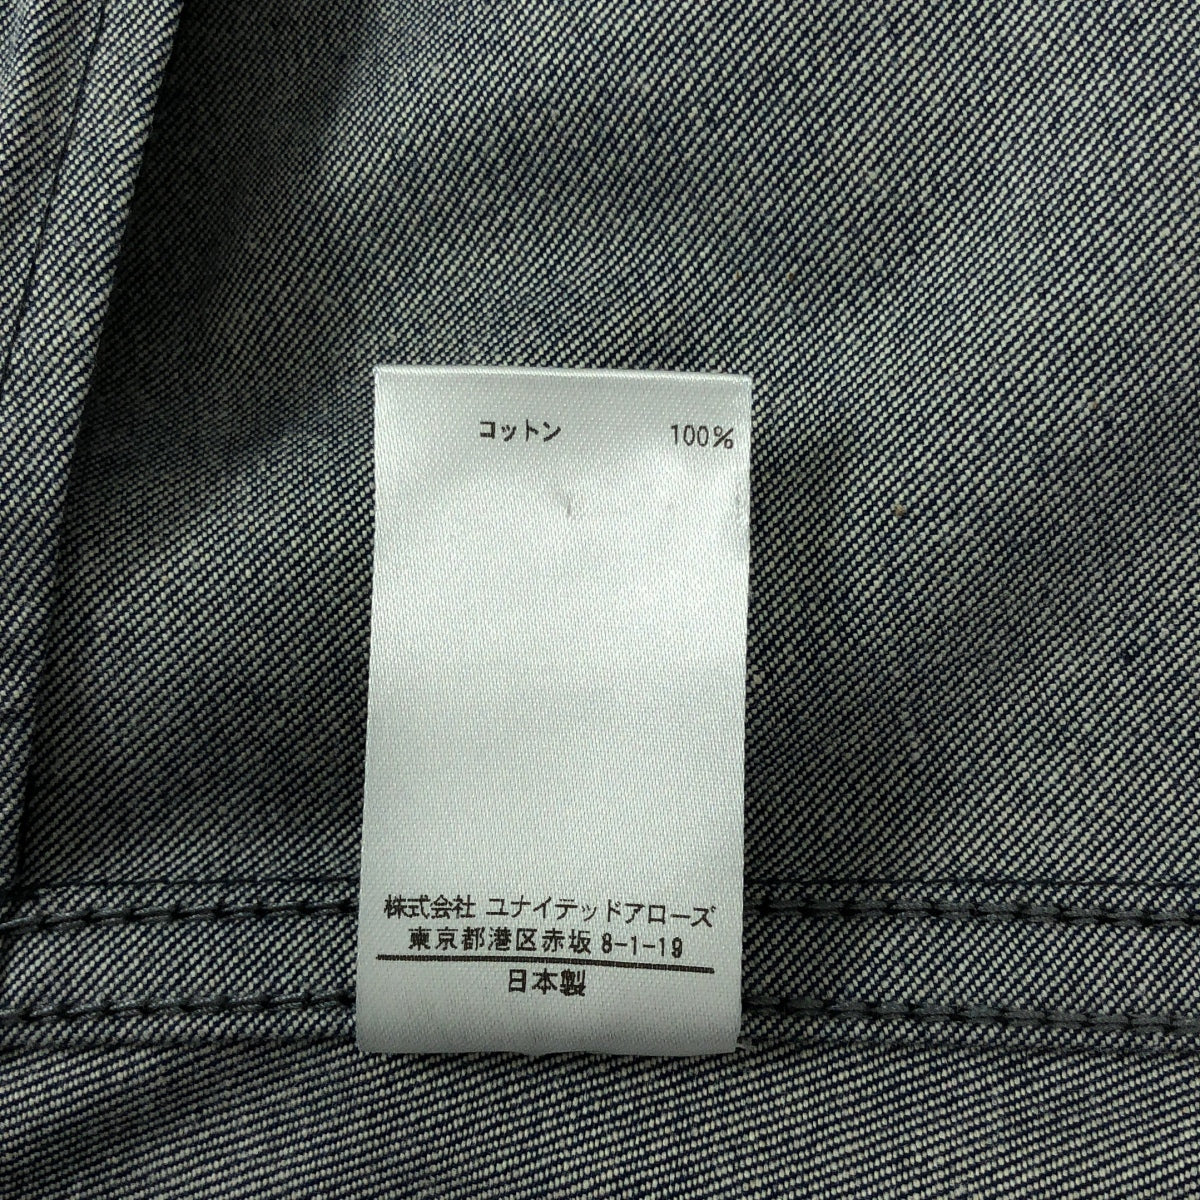 コットン 100%
株式会社 ユナイテッドアローズ
東京都港区赤坂 8-1-19
日本製